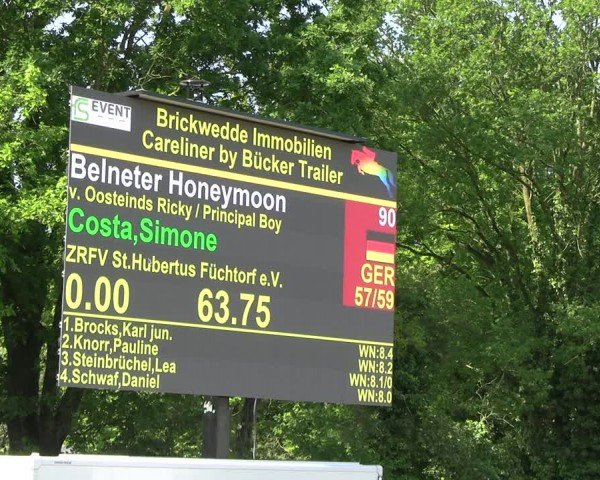 EVENT
Brickwedde Immobilien
Careliner by Bücker Trailer
Belneter Honeymoon
90
v. Oosteinds Ricky / Principal Boy
Costa,Simone
ZRFV St.Hubertus Füchtorf e.V.
GER
0.00 63.75 57/59
1.Brocks,Karl jun. WN:8.4
2.Knorr,Pauline WN:8.2
3.Steinbrüchel,Lea WN:8.1/0
4.Schwaf,Daniel WN:8.0